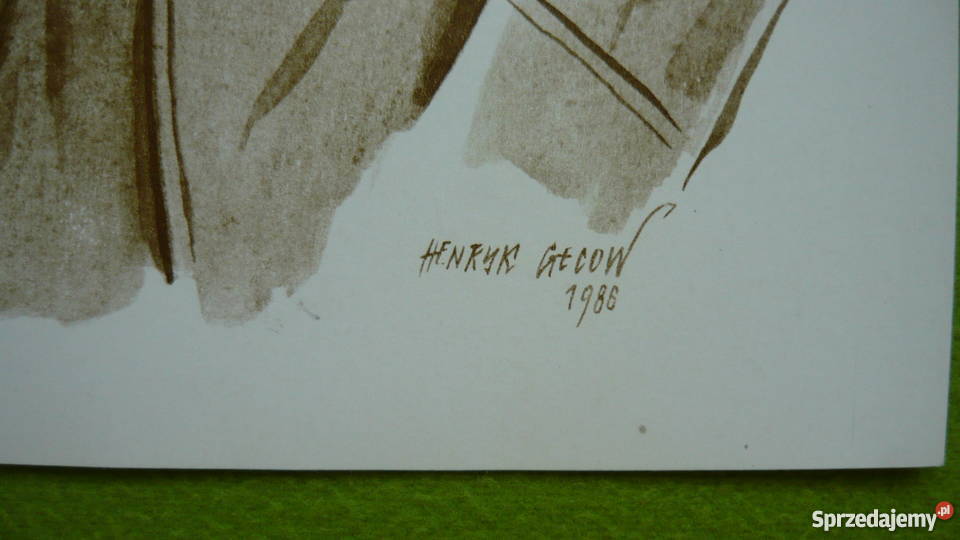 HENRYK GECOW
1986
Sprzedajemy.pl